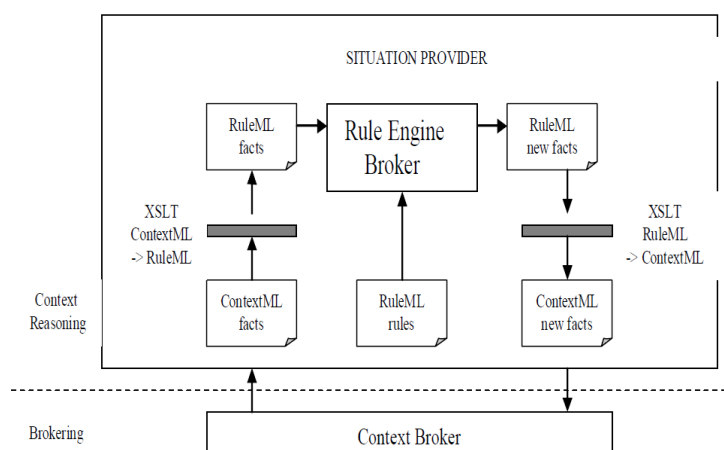 SITUATION PROVIDER
RuleML
facts
Rule Engine
Broker
RuleML
new facts
XSLT
ContextML
-> RuleML
XSLT
RuleML
-> ContextML
Context
Reasoning
ContextML
facts
RuleML
rules
ContextML
new facts
Brokering
Context Broker